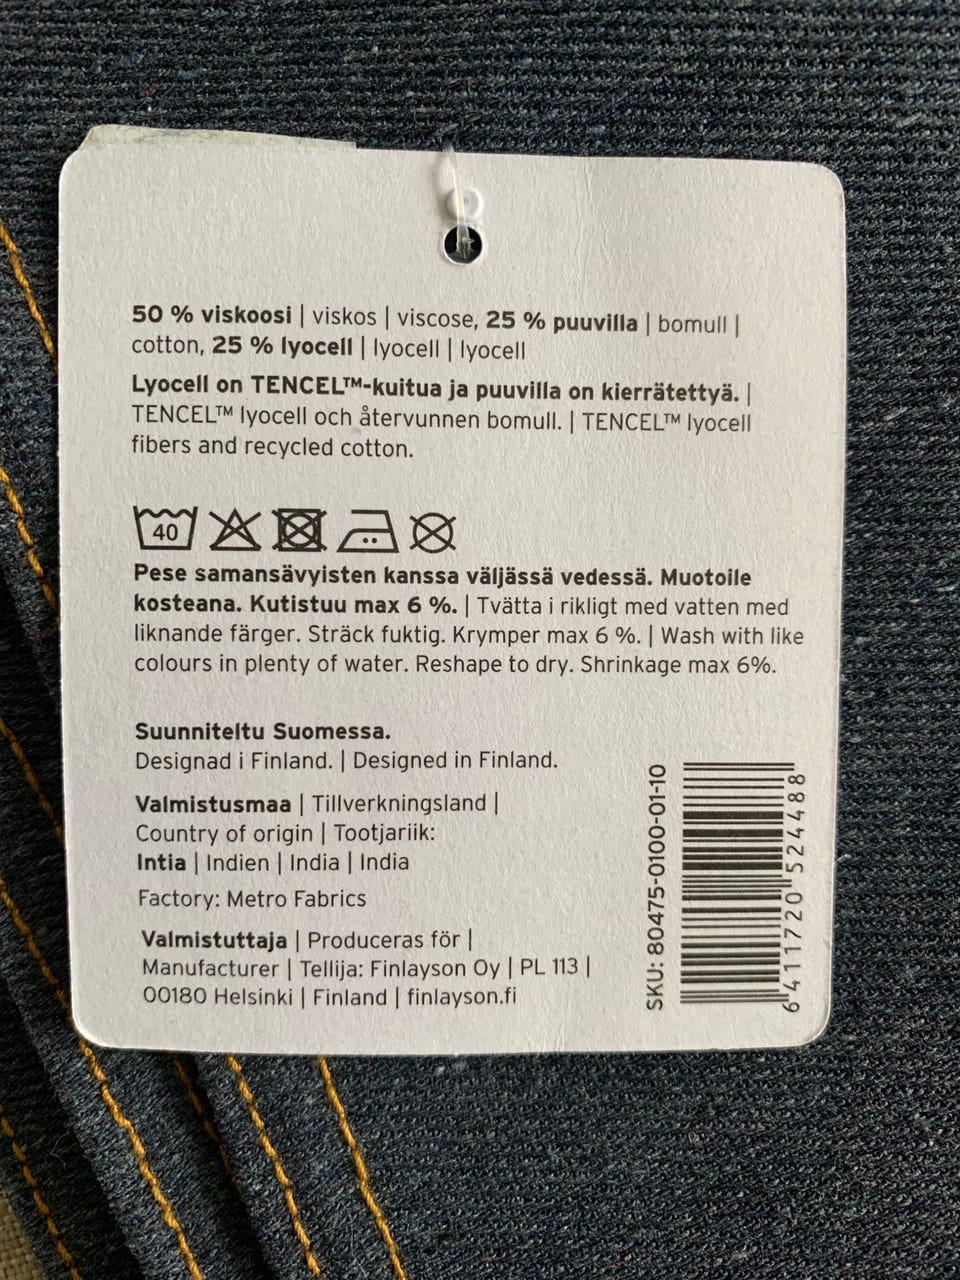 50 % viskoosi | viskos | viscose, 25 % puuvilla | bomull |
cotton, 25 % lyocell | lyocell | lyocell
Lyocell on TENCEL™-kuitua ja puuvilla on kierrätettyä. |
TENCEL™ lyocell och återvunnen bomull. | TENCEL™ lyocell
fibers and recycled cotton.
40
Pese samansävyisten kanssa väljässä vedessä. Muotoile
kosteana. Kutistuu max 6 %. | Tvätta i rikligt med vatten med
liknande färger. Sträck fuktig. Krymper max 6 %. | Wash with like
colours in plenty of water. Reshape to dry. Shrinkage max 6%.
Suunniteltu Suomessa.
Designad i Finland. | Designed in Finland.
Valmistusmaa | Tillverkningsland |
Country of origin | Tootjariik:
Intia | Indien | India | India
Factory: Metro Fabrics
Valmistuttaja | Produceras för |
Manufacturer | Tellija: Finlayson Oy | PL 113 |
00180 Helsinki | Finland | finlayson.fi
SKU: 80475-0100-01-10
6 411720 524488